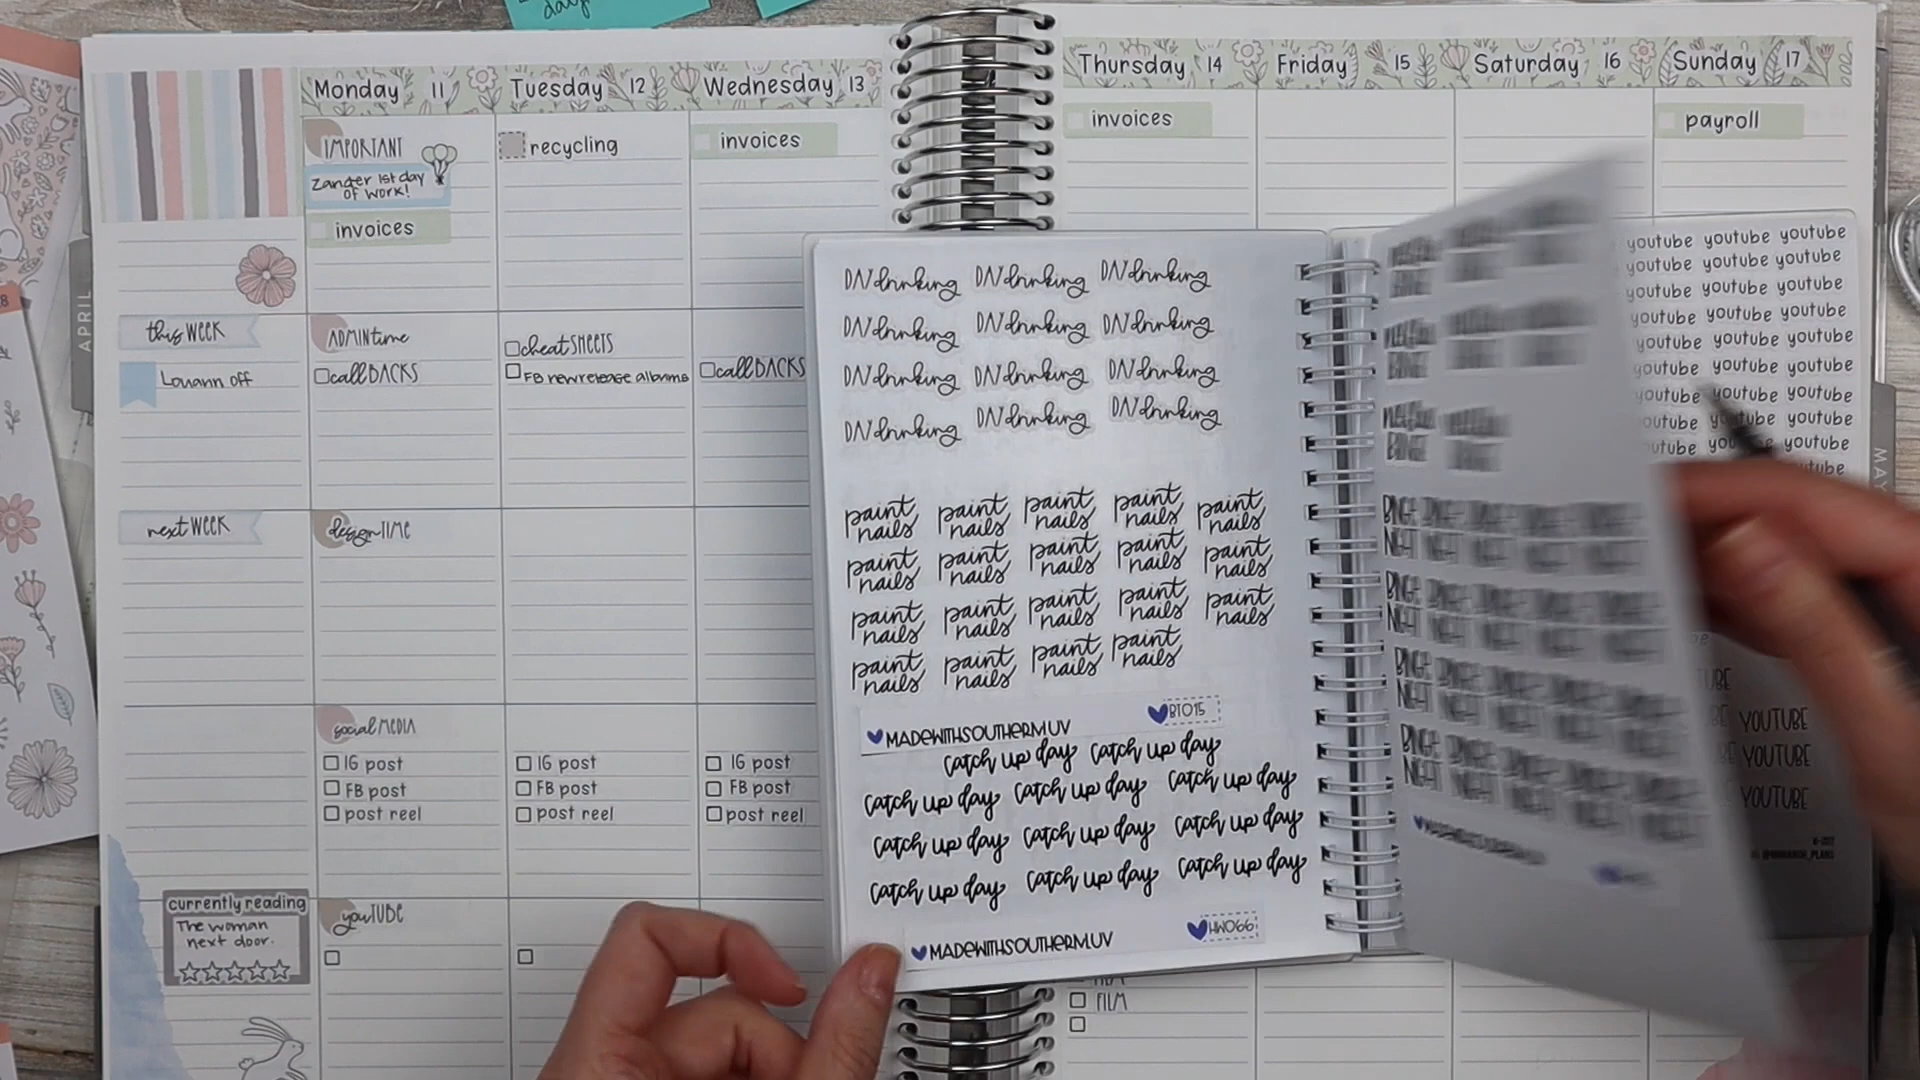 day
Monday 11 Tuesday 12 Wednesday 13
Thursday 14 Friday 15 Saturday 16 Sunday 17
IMPORTANT
Zander 1st day
of work!
invoices
recycling
invoices
invoices
payroll
APRIL
this WEEK
Louann off
ADMIN time
call BACKS
cheat SHEETS
FB new release albums
call BACKS
next WEEK
design TIME
social MEDIA
IG post
FB post
post reel
IG post
FB post
post reel
IG post
FB post
post reel
currently reading
The woman
next door.
youTUBE
DN drinking DN drinking DN drinking
DN drinking DN drinking DN drinking
DN drinking DN drinking DN drinking
DN drinking DN drinking DN drinking
paint nails paint nails paint nails paint nails paint nails
paint nails paint nails paint nails paint nails paint nails
paint nails paint nails paint nails paint nails paint nails
paint nails paint nails paint nails paint nails
BT015
MADEWITHSOUTHERNLUV
catch up day catch up day
catch up day catch up day catch up day
catch up day catch up day catch up day
catch up day catch up day catch up day
MADEWITHSOUTHERNLUV
HW066
youtube youtube youtube
youtube youtube youtube
youtube youtube youtube
youtube youtube youtube
youtube youtube youtube
youtube youtube youtube
youtube youtube youtube
youtube youtube
youtube
YOUTUBE
YOUTUBE
YOUTUBE
FILM